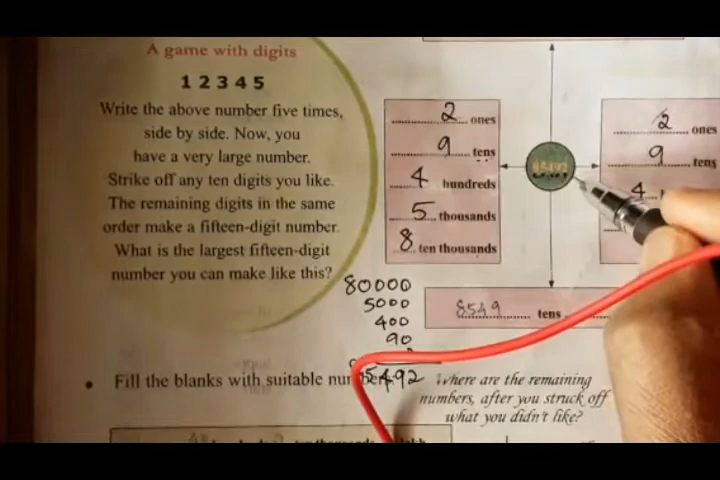 A game with digits
1 2 3 4 5
Write the above number five times,
side by side. Now, you
have a very large number.
Strike off any ten digits you like.
The remaining digits in the same
order make a fifteen-digit number.
What is the largest fifteen-digit
number you can make like this?
2 ones
9 tens
4 hundreds
5 thousands
8 ten thousands
85492
2 ones
9 tens
4
80000
5000
400
90
5492
8549 tens
Fill the blanks with suitable numbers.
Where are the remaining
numbers, after you struck off
what you didn't like?